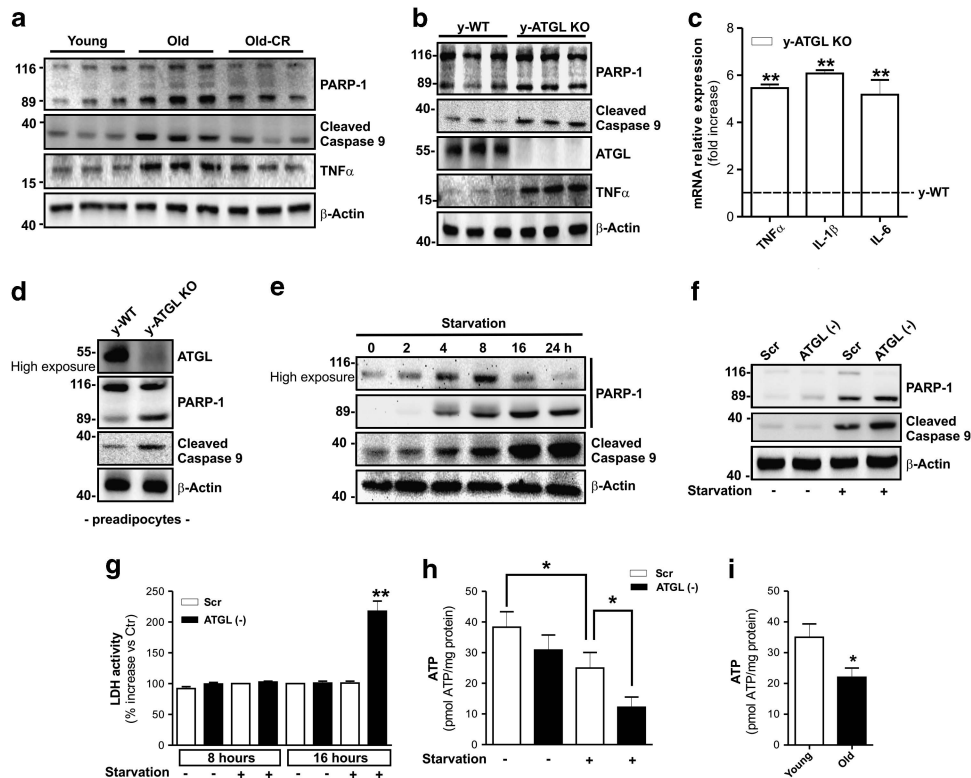 a
Young Old Old-CR
116
89
PARP-1
40
Cleaved
Caspase 9
15
TNFα
40
β-Actin
b
y-WT y-ATGL KO
116
89
PARP-1
40
Cleaved
Caspase 9
55
ATGL
15
TNFα
40
β-Actin
c
mRNA relative expression
(fold increase)
8
6
4
2
0
y-ATGL KO
** ** **
y-WT
TNFα IL-1β IL-6
d
y-WT y-ATGL KO
55
High exposure
ATGL
116
89
PARP-1
40
Cleaved
Caspase 9
40
β-Actin
- preadipocytes -
e
Starvation
0 2 4 8 16 24 h
116
High exposure
89
PARP-1
40
Cleaved
Caspase 9
40
β-Actin
f
Scr ATGL (-) Scr ATGL (-)
116
89
PARP-1
40
Cleaved
Caspase 9
40
β-Actin
Starvation - - + +
g
LDH activity
(% increase vs Ctr)
250
200
150
100
50
0
Scr
ATGL (-)
**
8 hours 16 hours
Starvation - - + + - - + +
h
ATP
(pmol ATP/mg protein)
50
40
30
20
10
0
Scr
ATGL (-)
* *
Starvation - - + +
i
ATP
(pmol ATP/mg protein)
50
40
30
20
10
0
*
Young Old